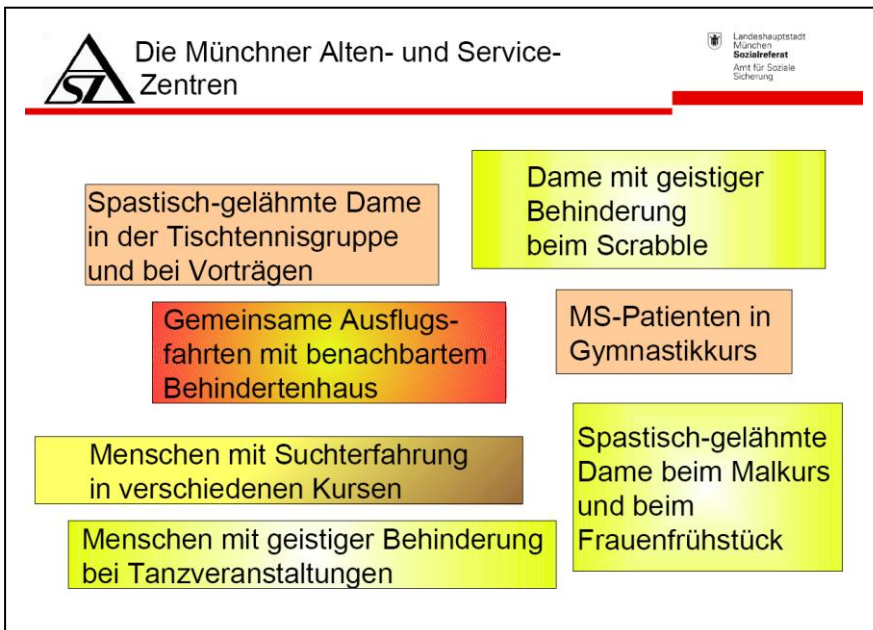 Die Münchner Alten- und Service-
Zentren
ASZ
Landeshauptstadt
München
Sozialreferat
Amt für Soziale
Sicherung
Spastisch-gelähmte Dame
in der Tischtennisgruppe
und bei Vorträgen
Dame mit geistiger
Behinderung
beim Scrabble
Gemeinsame Ausflugs-
fahrten mit benachbartem
Behindertenhaus
MS-Patienten in
Gymnastikkurs
Menschen mit Suchterfahrung
in verschiedenen Kursen
Spastisch-gelähmte
Dame beim Malkurs
und beim
Frauenfrühstück
Menschen mit geistiger Behinderung
bei Tanzveranstaltungen